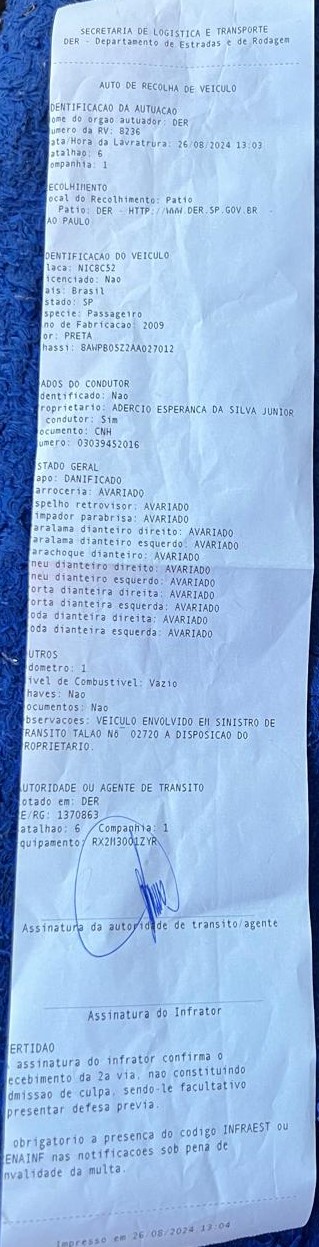 SECRETARIA DE LOGISTICA E TRANSPORTE
DER - Departamento de Estradas e de Rodagem
AUTO DE RECOLHA DE VEICULO
DENTIFICACAO DA AUTUACAO
ome do orgao autuador: DER
umero da RV: 8236
ata/Hora da Lavratura: 26/08/2024 13:03
atalhao: 6
ompanhia: 1
ECOLHIMENTO
ocal do Recolhimento: Patio
Patio: DER - HTTP://WWW.DER.SP.GOV.BR -
AO PAULO
DENTIFICACAO DO VEICULO
laca: NIC8C52
icenciado: Nao
ais: Brasil
stado: SP
specie: Passageiro
no de Fabricacao: 2009
or: PRETA
hassi: 8AWPB05Z2AA027012
ADOS DO CONDUTOR
dentificado: Nao
roprietario: ADERCIO ESPERANCA DA SILVA JUNIOR
condutor: Sim
ocumento: CNH
umero: 03039452016
STADO GERAL
apo: DANIFICADO
arroceria: AVARIADO
spelho retrovisor: AVARIADO
impador parabrisa: AVARIADO
aralama dianteiro direito: AVARIADO
aralama dianteiro esquerdo: AVARIADO
arachoque dianteiro: AVARIADO
neu dianteiro direito: AVARIADO
neu dianteiro esquerdo: AVARIADO
orta dianteira direita: AVARIADO
orta dianteira esquerda: AVARIADO
oda dianteira direita: AVARIADO
oda dianteira esquerda: AVARIADO
UTROS
dometro: 1
ivel de Combustivel: Vazio
haves: Nao
ocumentos: Nao
bservacoes: VEICULO ENVOLVIDO EM SINISTRO DE
RANSITO TALAO Nº 02720 A DISPOSICAO DO
ROPRIETARIO.
UTORIDADE OU AGENTE DE TRANSITO
otado em: DER
E/RG: 1370863
atalhao: 6 Companhia: 1
quipamento: RX2M3001ZYR
Assinatura da autoridade de transito/agente
Assinatura do Infrator
ERTIDAO
assinatura do infrator confirma o
ecebimento da 2a via, nao constituindo
dmissao de culpa, sendo-le facultativo
presentar defesa previa.
obrigatorio a presenca do codigo INFRAEST ou
ENAINF nas notificacoes sob pena de
nvalidade da multa.
Impresso em 26/08/2024 13:04